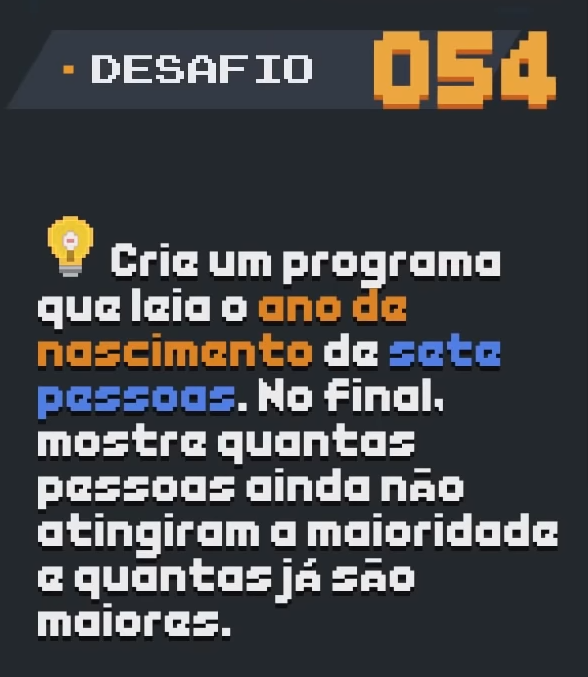 DESAFIO 054
Crie um programa
que leia o ano de
nascimento de sete
pessoas. No final,
mostre quantas
pessoas ainda não
atingiram a maioridade
e quantas já são
maiores.